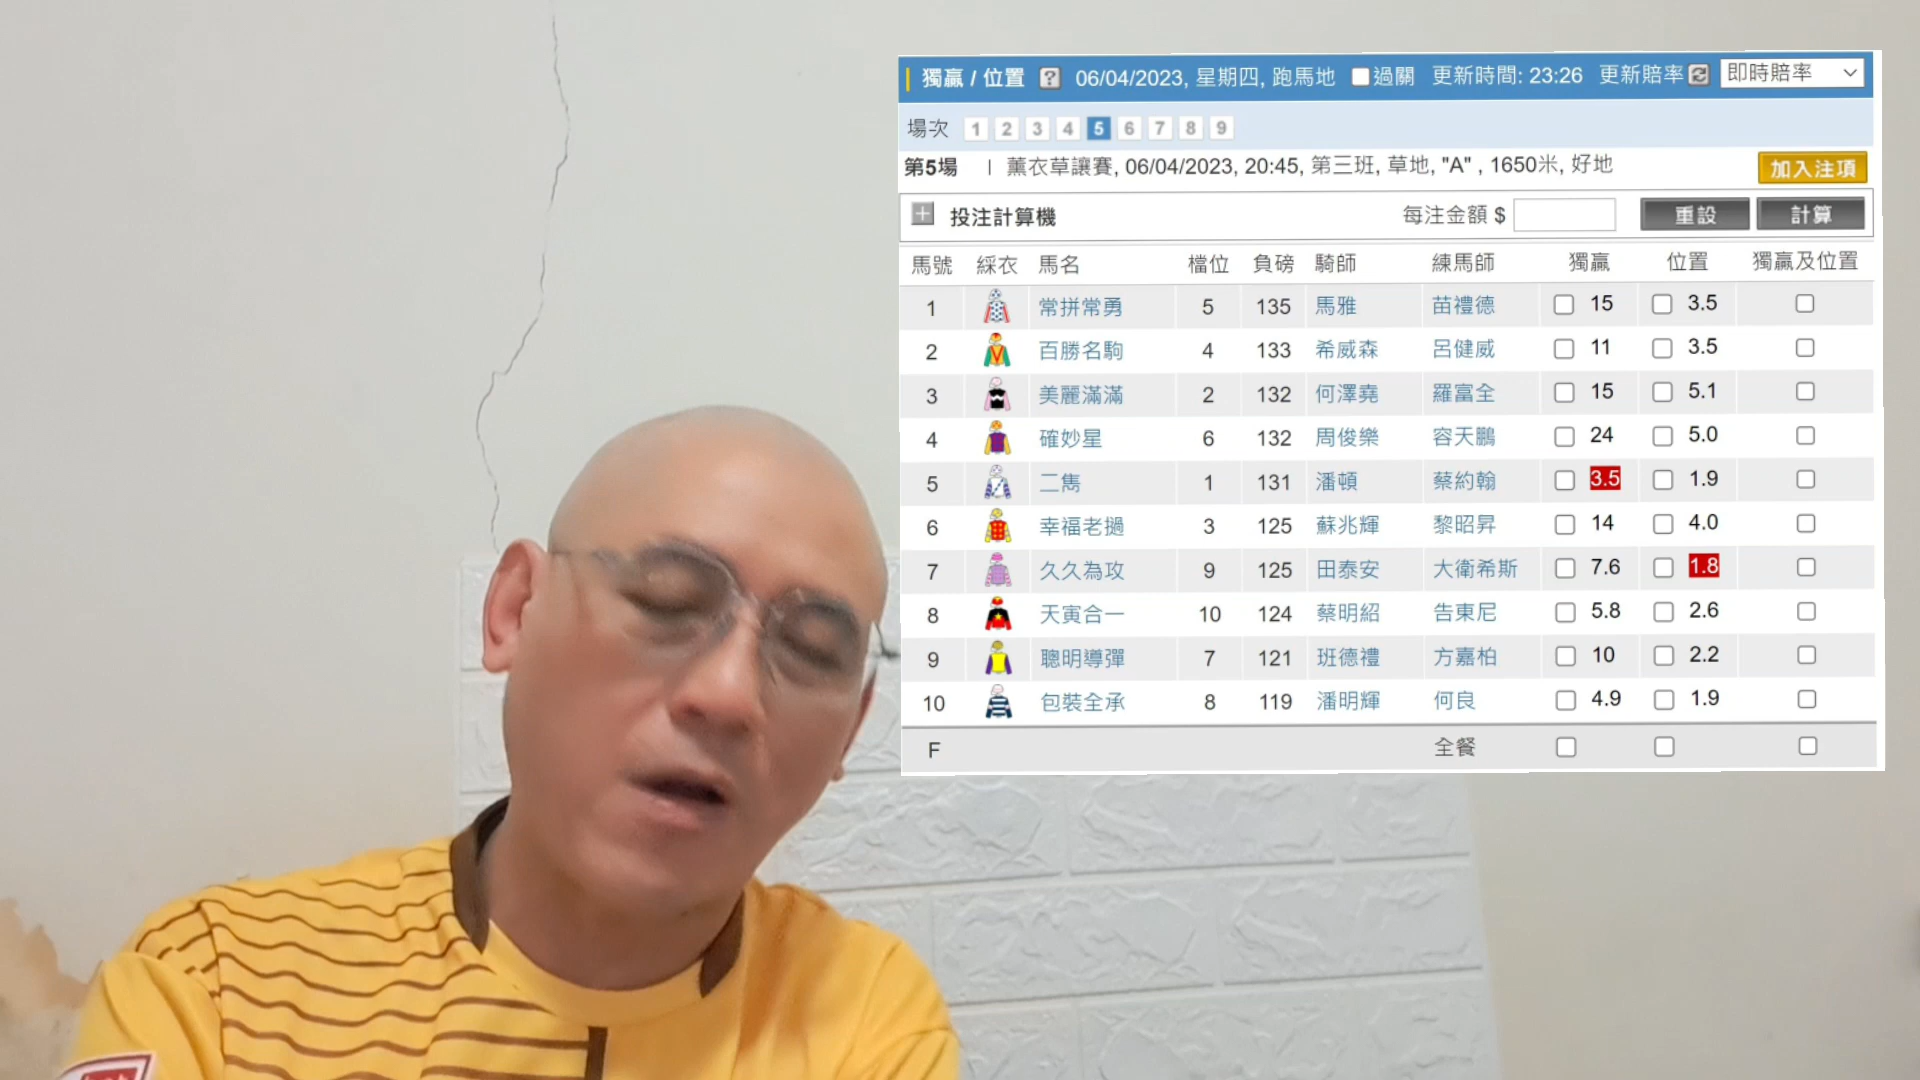 獨贏 / 位置 ? 06/04/2023, 星期四, 跑馬地 過關 更新時間: 23:26 更新賠率 即時賠率
場次 1 2 3 4 5 6 7 8 9
第5場 | 薰衣草讓賽, 06/04/2023, 20:45, 第三班, 草地, "A" , 1650米, 好地 加入注項
投注計算機 每注金額 $ 重設 計算
馬號 綵衣 馬名 檔位 負磅 騎師 練馬師 獨贏 位置 獨贏及位置
1 常拼常勇 5 135 馬雅 苗禮德 15 3.5
2 百勝名駒 4 133 希威森 呂健威 11 3.5
3 美麗滿滿 2 132 何澤堯 羅富全 15 5.1
4 確妙星 6 132 周俊樂 容天鵬 24 5.0
5 二雋 1 131 潘頓 蔡約翰 3.5 1.9
6 幸福老撾 3 125 蘇兆輝 黎昭昇 14 4.0
7 久久為攻 9 125 田泰安 大衛希斯 7.6 1.8
8 天寅合一 10 124 蔡明紹 告東尼 5.8 2.6
9 聰明導彈 7 121 班德禮 方嘉柏 10 2.2
10 包裝全承 8 119 潘明輝 何良 4.9 1.9
F 全餐